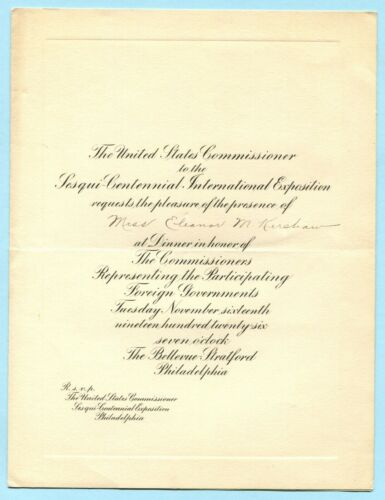 The United States Commissioner
to the
Sesqui-Centennial International Exposition
requests the pleasure of the presence of
Miss Eleanor M. Kershaw
at Dinner in honor of
The Commissioners
Representing the Participating
Foreign Governments
Tuesday November sixteenth
nineteen hundred twenty six
seven o'clock
The Bellevue-Stratford
Philadelphia
R.s.v.p.
The United States Commissioner
Sesqui-Centennial Exposition
Philadelphia